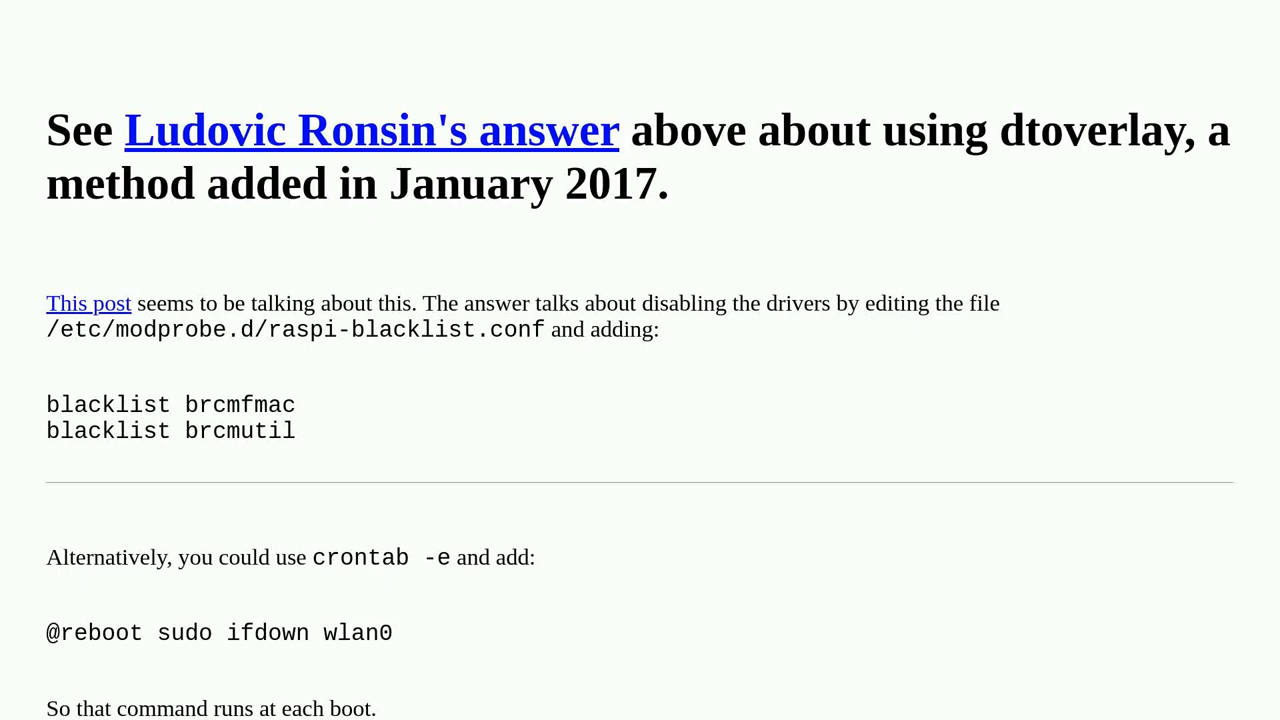 See Ludovic Ronsin's answer above about using dtoverlay, a
method added in January 2017.
This post seems to be talking about this. The answer talks about disabling the drivers by editing the file
/etc/modprobe.d/raspi-blacklist.conf and adding:
blacklist brcmfmac
blacklist brcmutil
Alternatively, you could use crontab -e and add:
@reboot sudo ifdown wlan0
So that command runs at each boot.